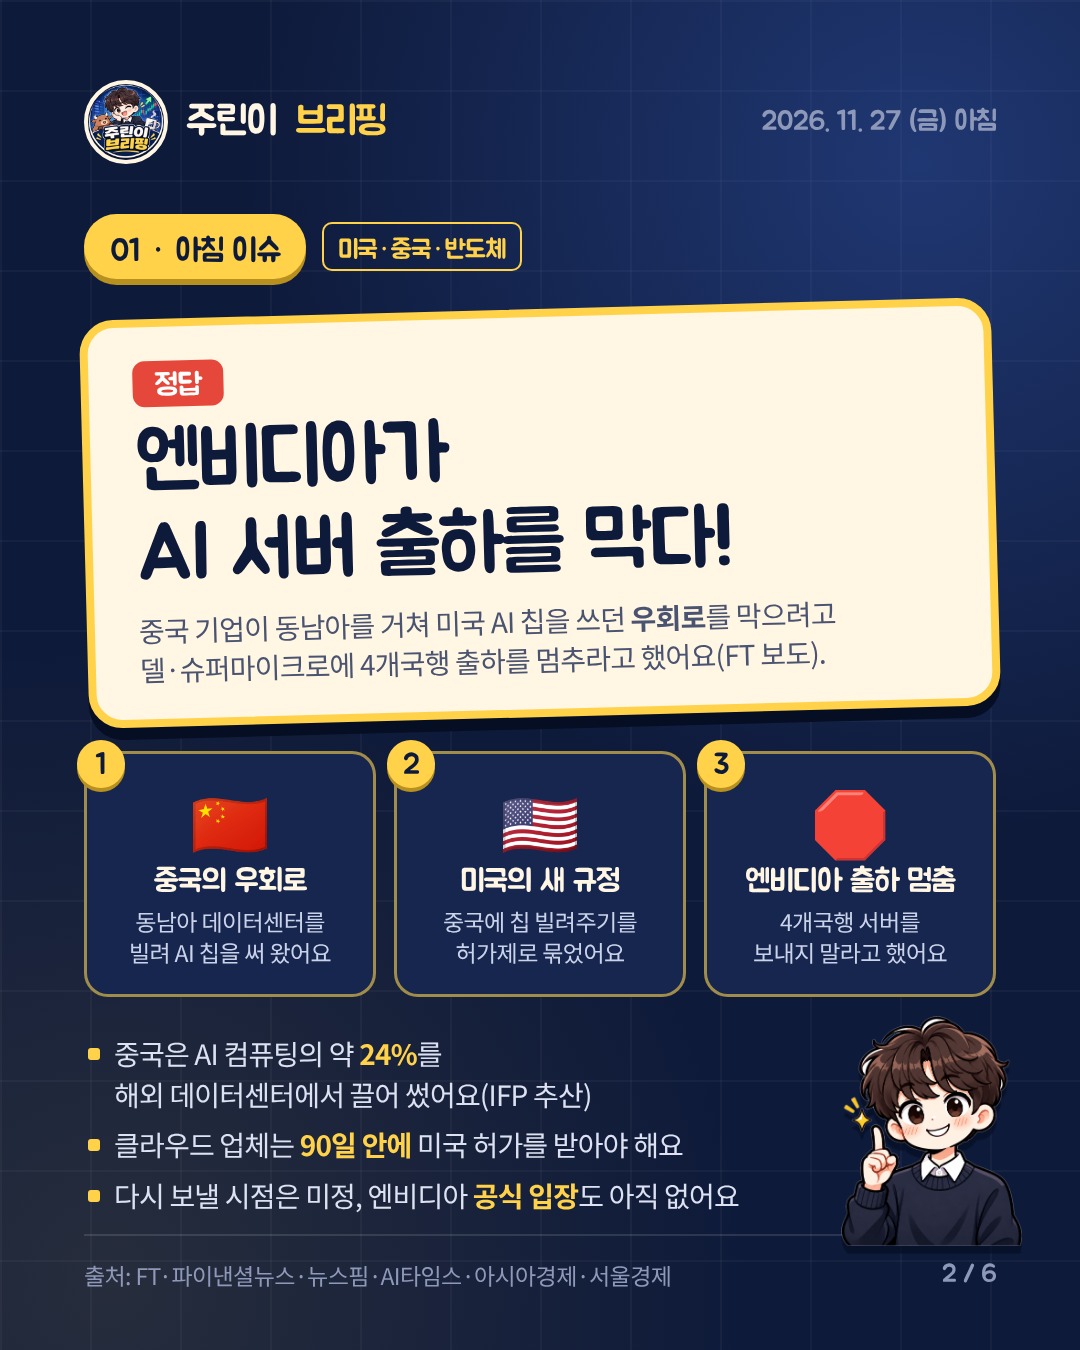 주린이 브리핑
주린이 브리핑
2026. 11. 27 (금) 아침
01 · 아침 이슈
미국·중국·반도체
정답
엔비디아가
AI 서버 출하를 막다!
중국 기업이 동남아를 거쳐 미국 AI 칩을 쓰던 우회로를 막으려고
델·슈퍼마이크로에 4개국행 출하를 멈추라고 했어요(FT 보도).
1
중국의 우회로
동남아 데이터센터를
빌려 AI 칩을 써 왔어요
2
미국의 새 규정
중국에 칩 빌려주기를
허가제로 묶었어요
3
엔비디아 출하 멈춤
4개국행 서버를
보내지 말라고 했어요
중국은 AI 컴퓨팅의 약 24%를
해외 데이터센터에서 끌어 썼어요(IFP 추산)
클라우드 업체는 90일 안에 미국 허가를 받아야 해요
다시 보낼 시점은 미정, 엔비디아 공식 입장도 아직 없어요
출처: FT·파이낸셜뉴스·뉴스핌·AI타임스·아시아경제·서울경제
2 / 6